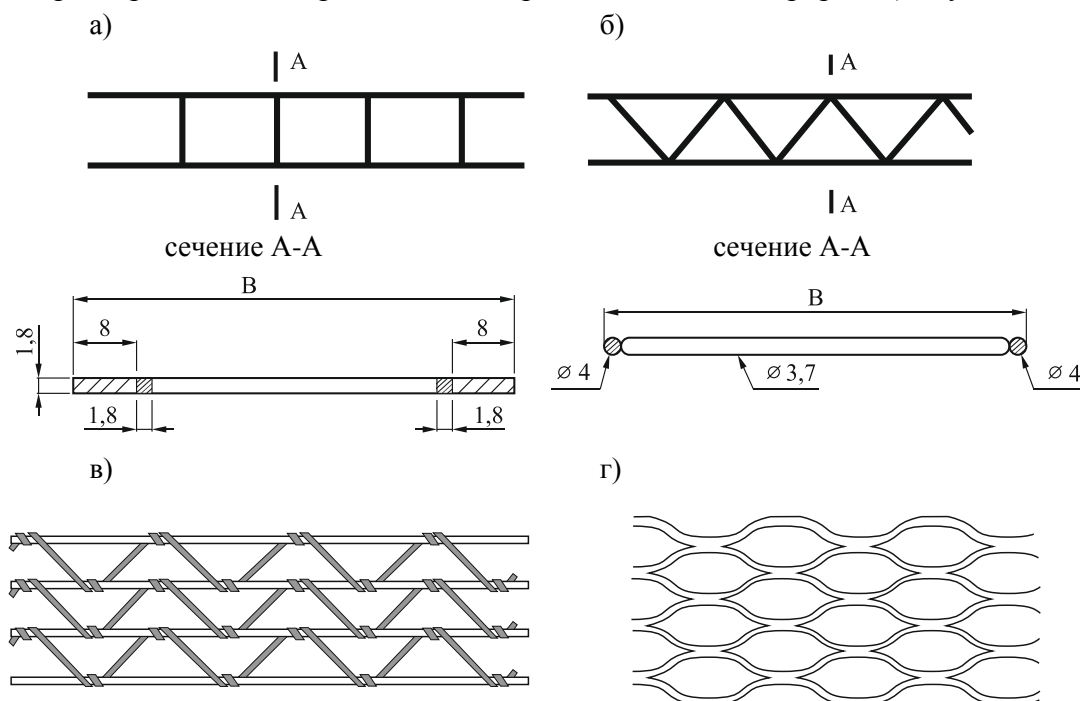 а)
б)
А
А
А
А
сечение А-А
сечение А-А
В
В
8
8
1,8
1,8
1,8
⌀ 4
⌀ 3,7
⌀ 4
в)
г)